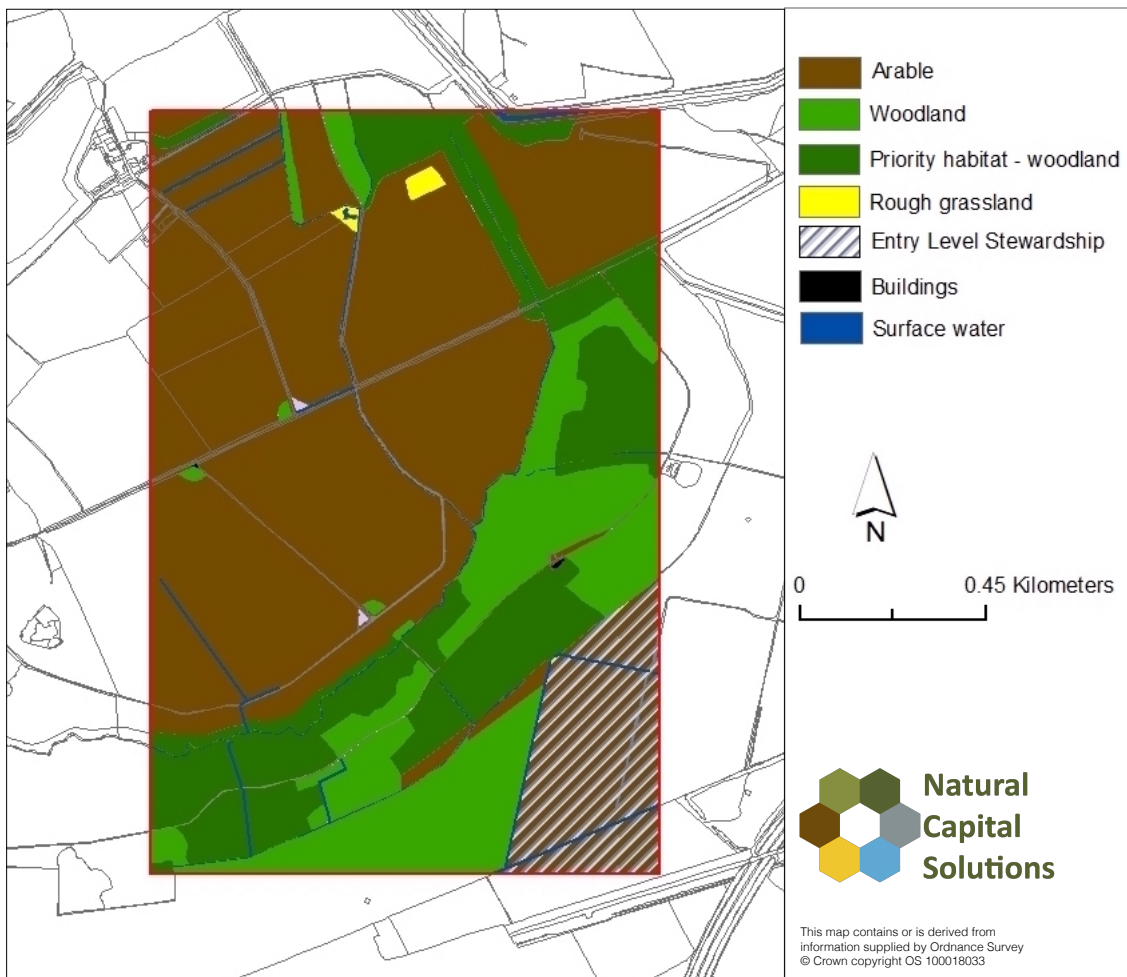 Arable
Woodland
Priority habitat - woodland
Rough grassland
Entry Level Stewardship
Buildings
Surface water
N
0 0.45 Kilometers
Natural
Capital
Solutions
This map contains or is derived from
information supplied by Ordnance Survey
© Crown copyright OS 100018033